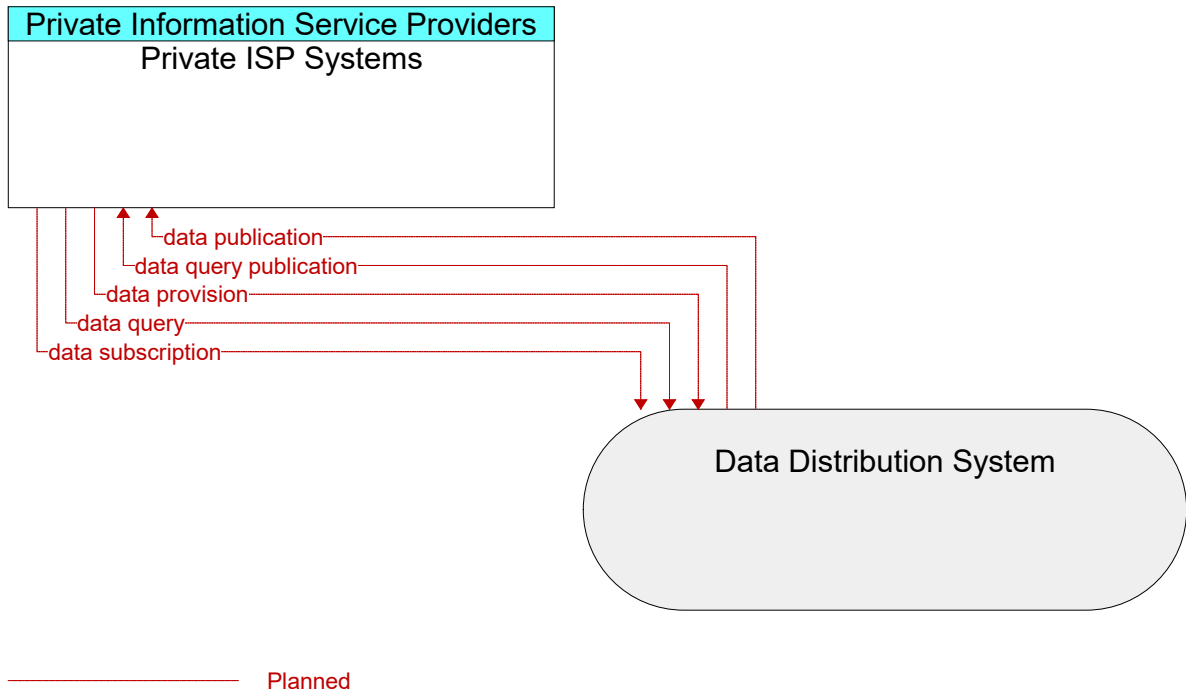 Private Information Service Providers
Private ISP Systems
data publication
data query publication
data provision
data query
data subscription
Data Distribution System
Planned